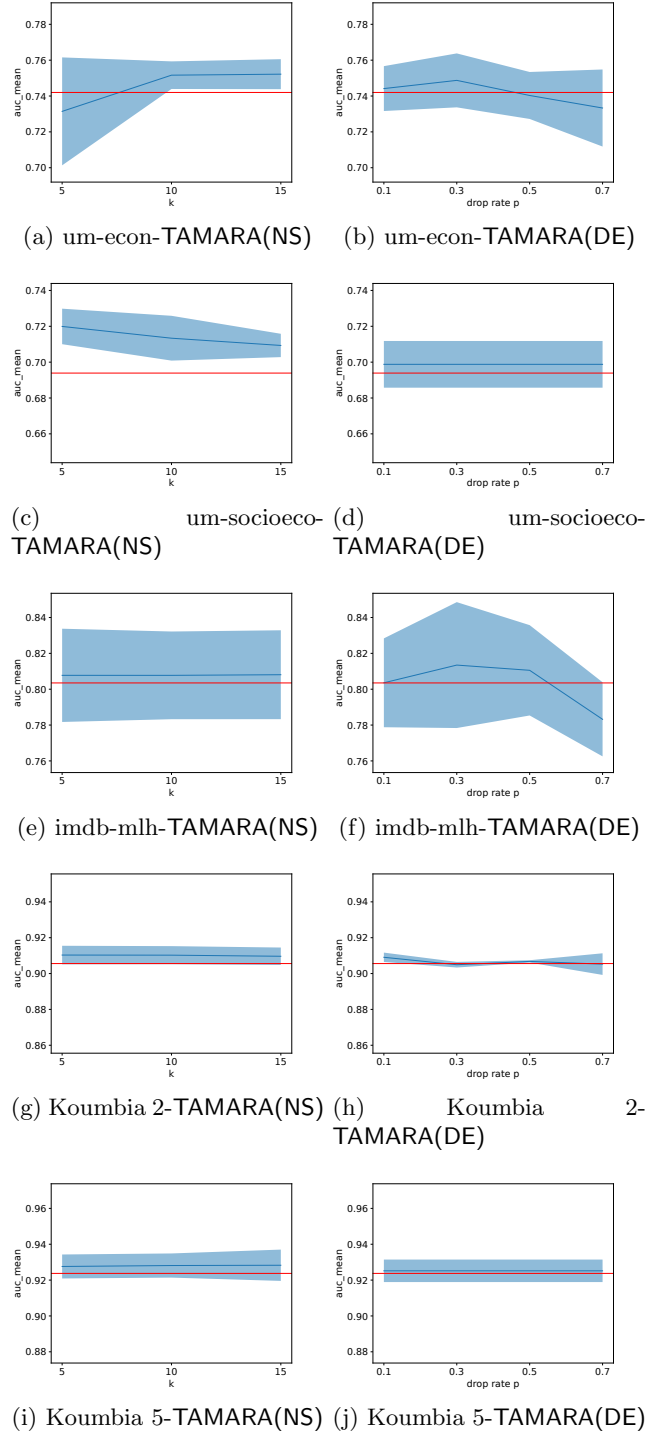 0.78
0.76
0.74
0.72
0.70
auc_mean
5
10
15
k
(a) um-econ-TAMARA(NS)
0.78
0.76
0.74
0.72
0.70
auc_mean
0.1
0.3
0.5
0.7
drop rate p
(b) um-econ-TAMARA(DE)
0.74
0.72
0.70
0.68
0.66
auc_mean
5
10
15
k
(c) um-socioeco-
TAMARA(NS)
0.74
0.72
0.70
0.68
0.66
auc_mean
0.1
0.3
0.5
0.7
drop rate p
(d) um-socioeco-
TAMARA(DE)
0.84
0.82
0.80
0.78
0.76
auc_mean
5
10
15
k
(e) imdb-mlh-TAMARA(NS)
0.84
0.82
0.80
0.78
0.76
auc_mean
0.1
0.3
0.5
0.7
drop rate p
(f) imdb-mlh-TAMARA(DE)
0.94
0.92
0.90
0.88
0.86
auc_mean
5
10
15
k
(g) Koumbia 2-TAMARA(NS)
0.94
0.92
0.90
0.88
0.86
auc_mean
0.1
0.3
0.5
0.7
drop rate p
(h) Koumbia 2-
TAMARA(DE)
0.96
0.94
0.92
0.90
0.88
auc_mean
5
10
15
k
(i) Koumbia 5-TAMARA(NS)
0.96
0.94
0.92
0.90
0.88
auc_mean
0.1
0.3
0.5
0.7
drop rate p
(j) Koumbia 5-TAMARA(DE)